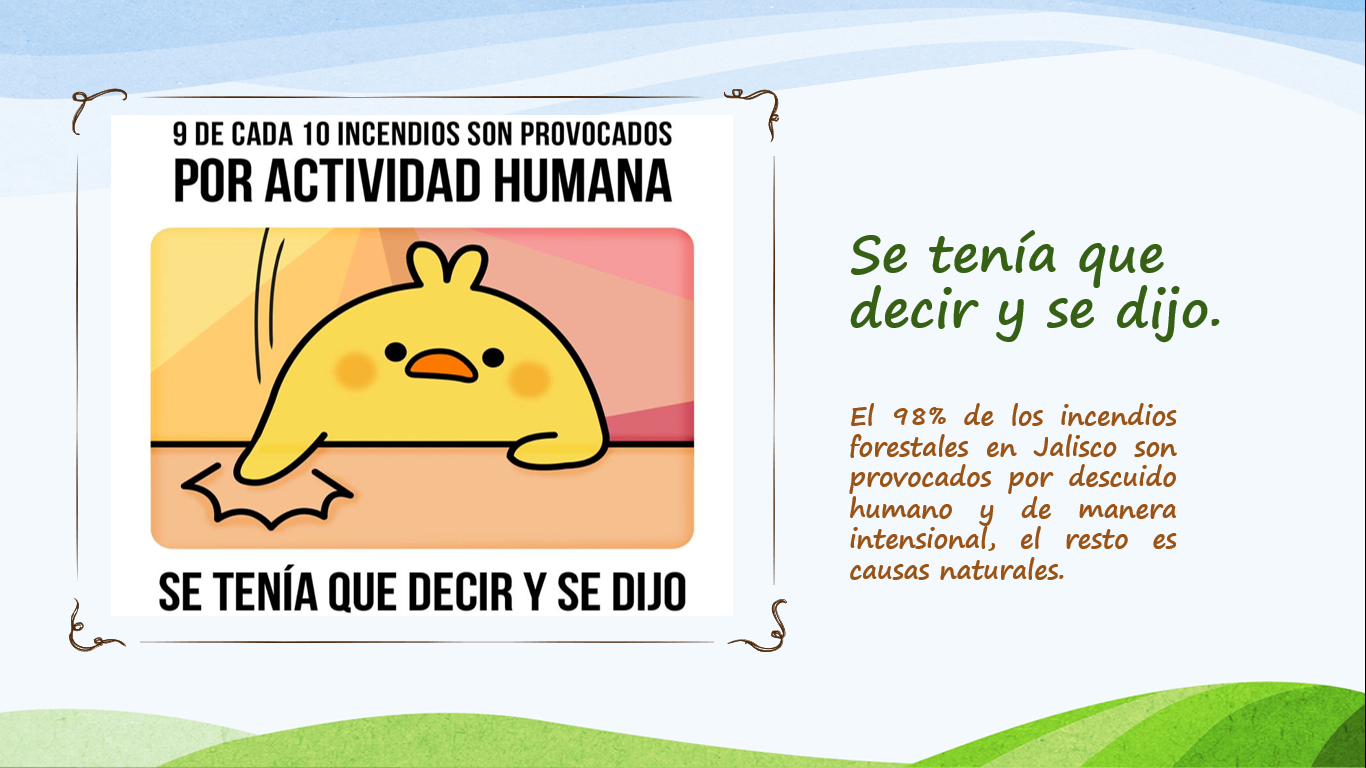 9 DE CADA 10 INCENDIOS SON PROVOCADOS
POR ACTIVIDAD HUMANA
SE TENÍA QUE DECIR Y SE DIJO
Se tenía que
decir y se dijo.
El 98% de los incendios
forestales en Jalisco son
provocados por descuido
humano y de manera
intensional, el resto es
causas naturales.